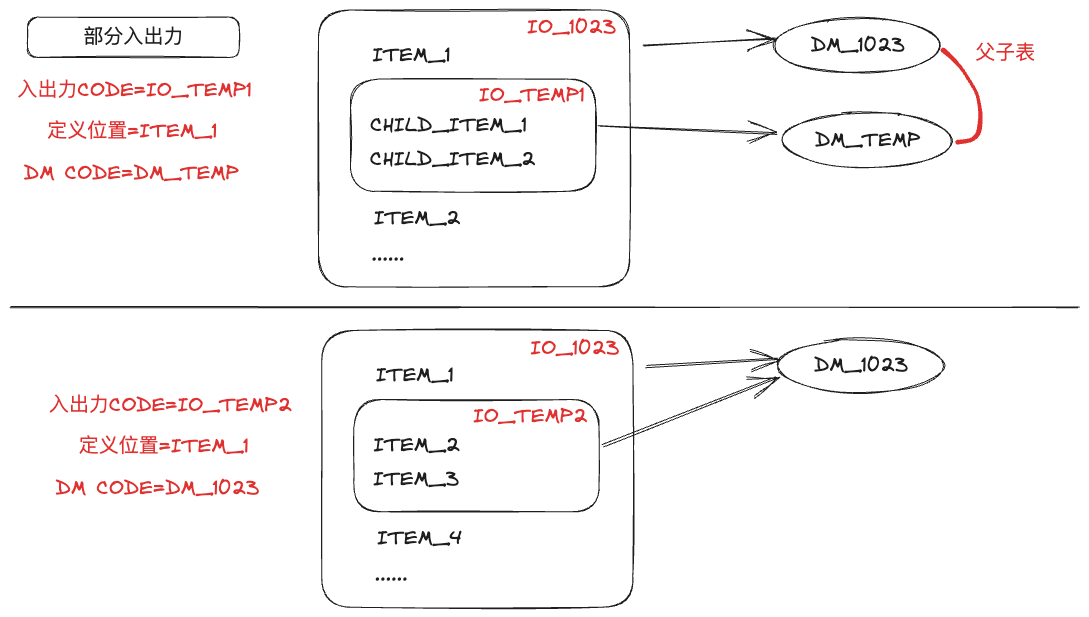 部分入出力
入出力CODE=IO_TEMP1
定义位置=ITEM_1
DM CODE=DM_TEMP
IO_1023
ITEM_1
IO_TEMP1
CHILD_ITEM_1
CHILD_ITEM_2
ITEM_2
......
DM_1023
父子表
DM_TEMP
入出力CODE=IO_TEMP2
定义位置=ITEM_1
DM CODE=DM_1023
IO_1023
ITEM_1
IO_TEMP2
ITEM_2
ITEM_3
ITEM_4
......
DM_1023